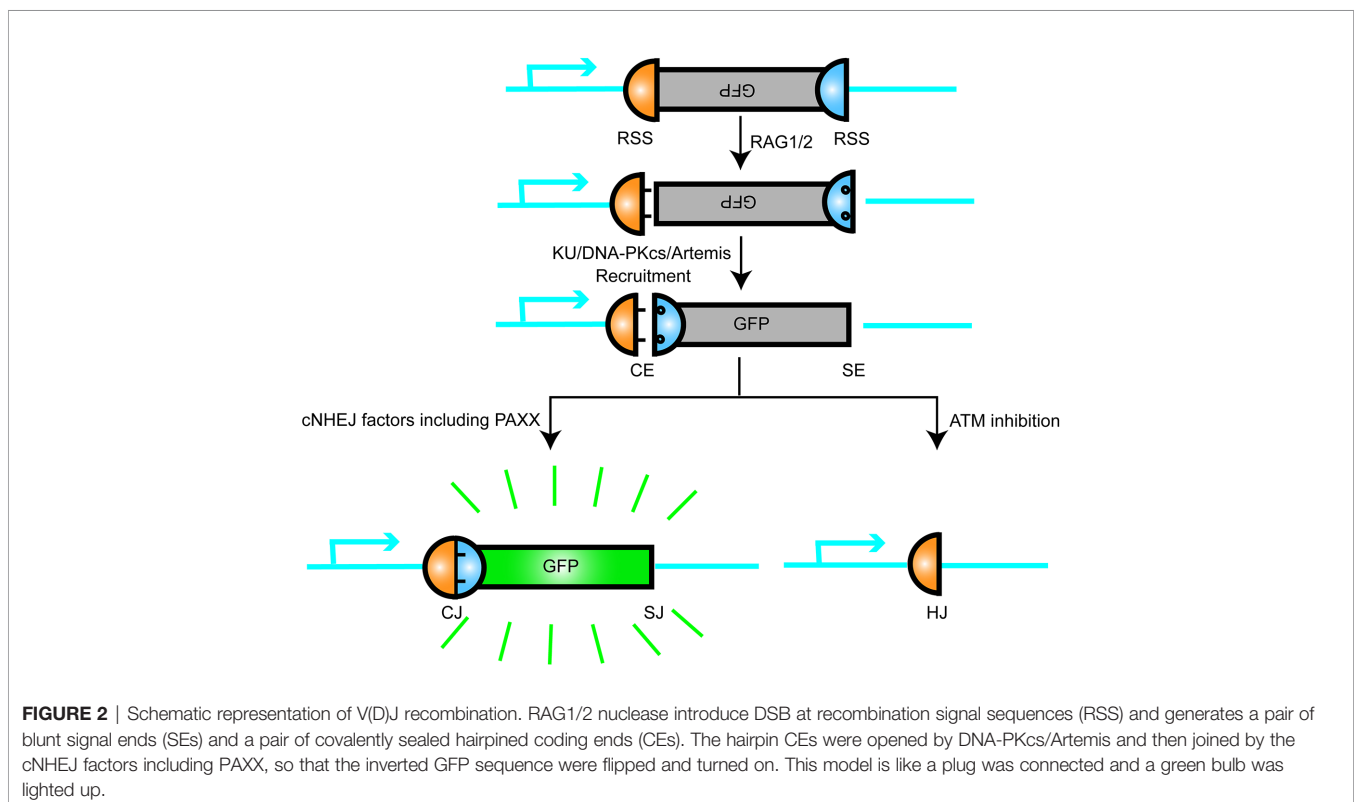 GFP
RSS
RAG1/2
RSS
GFP
KU/DNA-PKcs/Artemis
Recruitment
GFP
CE
SE
cNHEJ factors including PAXX
ATM inhibition
GFP
CJ
SJ
HJ
FIGURE 2 | Schematic representation of V(D)J recombination. RAG1/2 nuclease introduce DSB at recombination signal sequences (RSS) and generates a pair of
blunt signal ends (SEs) and a pair of covalently sealed hairpined coding ends (CEs). The hairpin CEs were opened by DNA-PKcs/Artemis and then joined by the
cNHEJ factors including PAXX, so that the inverted GFP sequence were flipped and turned on. This model is like a plug was connected and a green bulb was
lighted up.